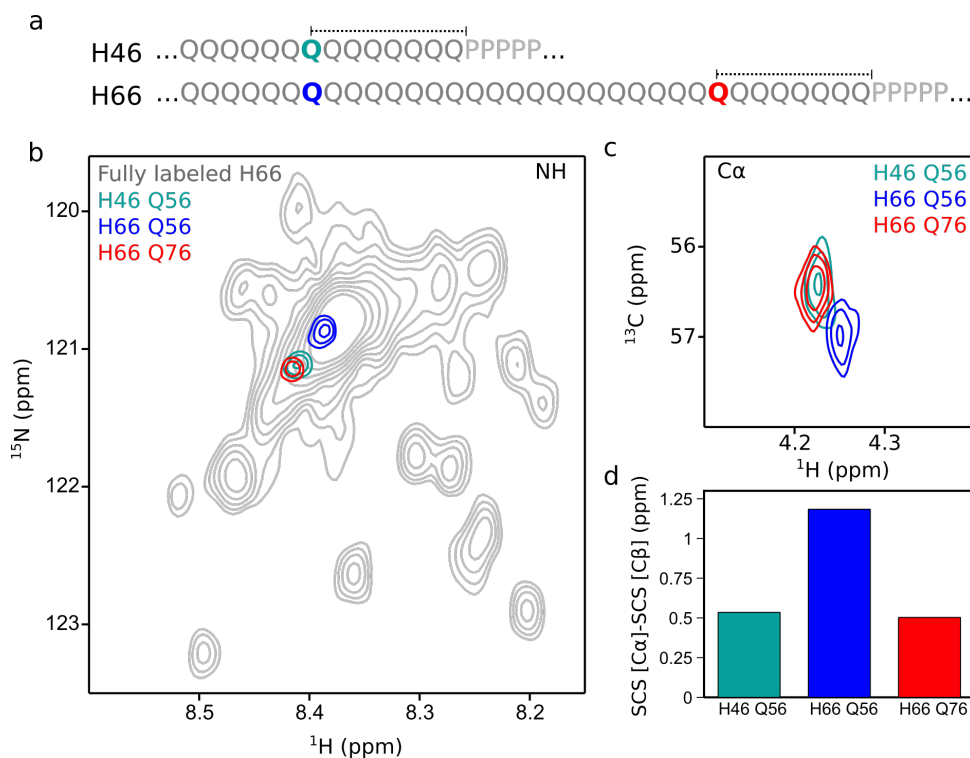 a
H46 ...QQQQQQQQQQQQQQPPPPP...
H66 ...QQQQQQQQQQQQQQQQQQQQQQQQQQQQQQQQQQPPPPP...
b
Fully labeled H66
H46 Q56
H66 Q56
H66 Q76
NH
120
121
122
123
15N (ppm)
8.5 8.4 8.3 8.2
1H (ppm)
c
Cα
H46 Q56
H66 Q56
H66 Q76
56
57
13C (ppm)
4.2 4.3
1H (ppm)
d
SCS [Cα]-SCS [Cβ] (ppm)
1.25
1
0.75
0.5
0.25
0
H46 Q56 H66 Q56 H66 Q76